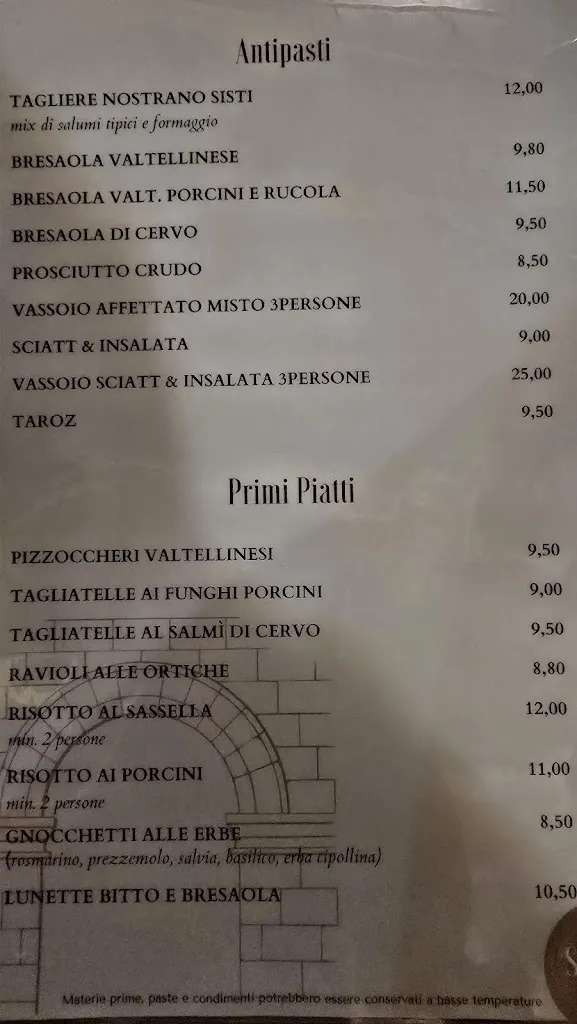 Antipasti
TAGLIERE NOSTRANO SISTI 12,00
mix di salumi tipici e formaggio
BRESAOLA VALTELLINESE 9,80
BRESAOLA VALT. PORCINI E RUCOLA 11,50
BRESAOLA DI CERVO 9,50
PROSCIUTTO CRUDO 8,50
VASSOIO AFFETTATO MISTO 3PERSONE 20,00
SCIATT & INSALATA 9,00
VASSOIO SCIATT & INSALATA 3PERSONE 25,00
TAROZ 9,50
Primi Piatti
PIZZOCCHERI VALTELLINESI 9,50
TAGLIATELLE AI FUNGHI PORCINI 9,00
TAGLIATELLE AL SALMÌ DI CERVO 9,50
RAVIOLI ALLE ORTICHE 8,80
RISOTTO AL SASSELLA 12,00
min. 2 persone
RISOTTO AI PORCINI 11,00
min. 2 persone
GNOCCHETTI ALLE ERBE 8,50
(rosmarino, prezzemolo, salvia, basilico, erba cipollina)
LUNETTE BITTO E BRESAOLA 10,50
Materie prime, paste e condimenti potrebbero essere conservati a basse temperature